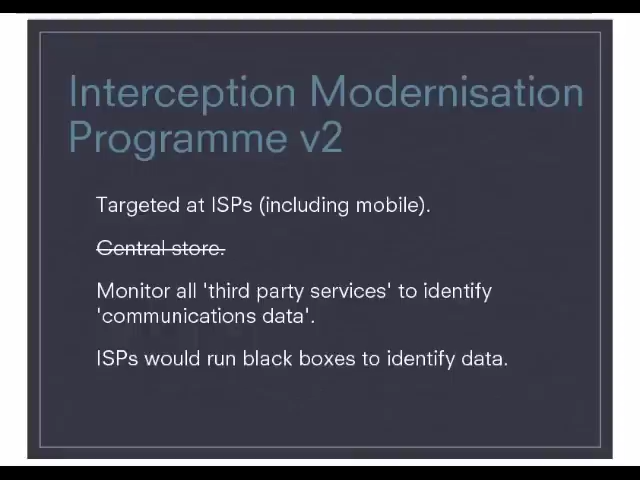 Interception Modernisation
Programme v2
Targeted at ISPs (including mobile).
Central store.
Monitor all 'third party services' to identify
'communications data'.
ISPs would run black boxes to identify data.